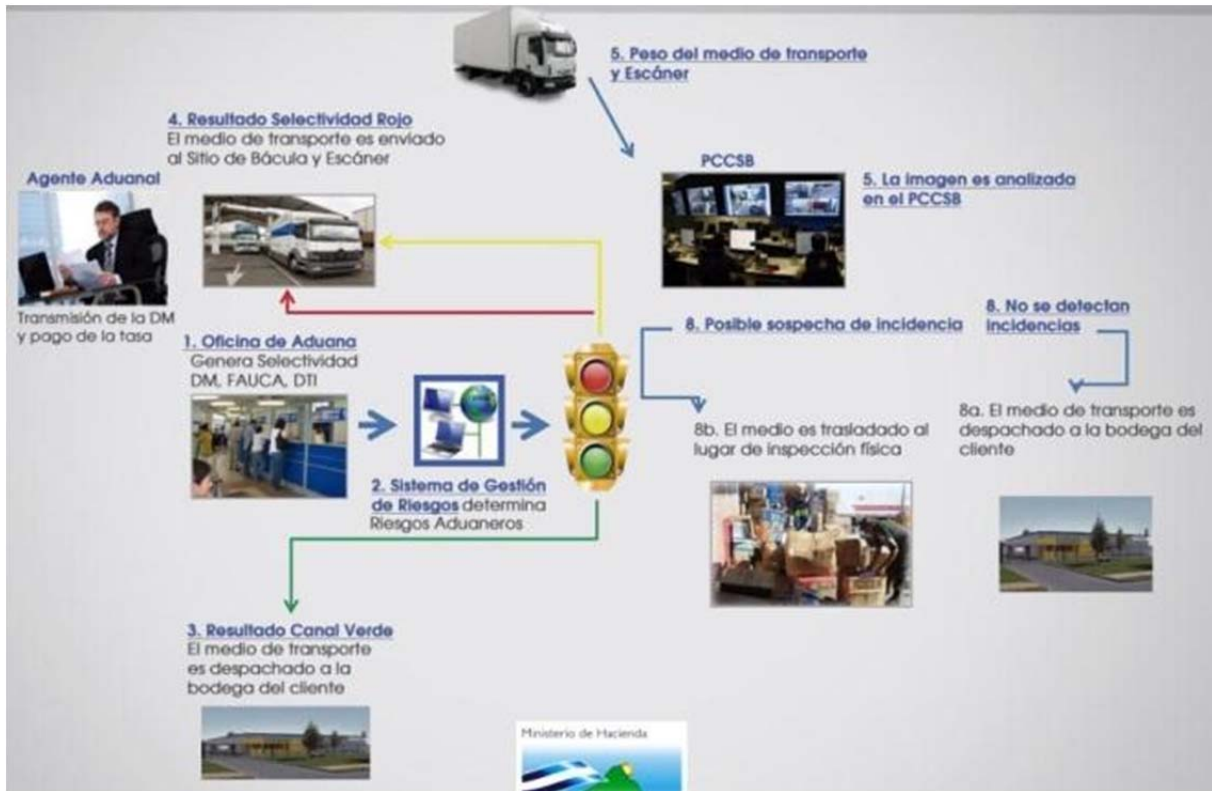 5. Peso del medio de transporte
y Escáner
4. Resultado Selectividad Rojo
El medio de transporte es enviado
al Sitio de Bácula y Escáner
Agente Aduanal
Transmisión de la DM
y pago de la tasa
PCCSB
5. La imagen es analizada
en el PCCSB
1. Oficina de Aduana
Genera Selectividad
DM, FAUCA, DTI
2. Sistema de Gestión
de Riesgos determina
Riesgos Aduaneros
8. Posible sospecha de incidencia
8. No se detectan
incidencias
8b. El medio es trasladado al
lugar de inspección física
8a. El medio de transporte es
despachado a la bodega del
cliente
3. Resultado Canal Verde
El medio de transporte
es despachado a la
bodega del cliente
Ministerio de Hacienda